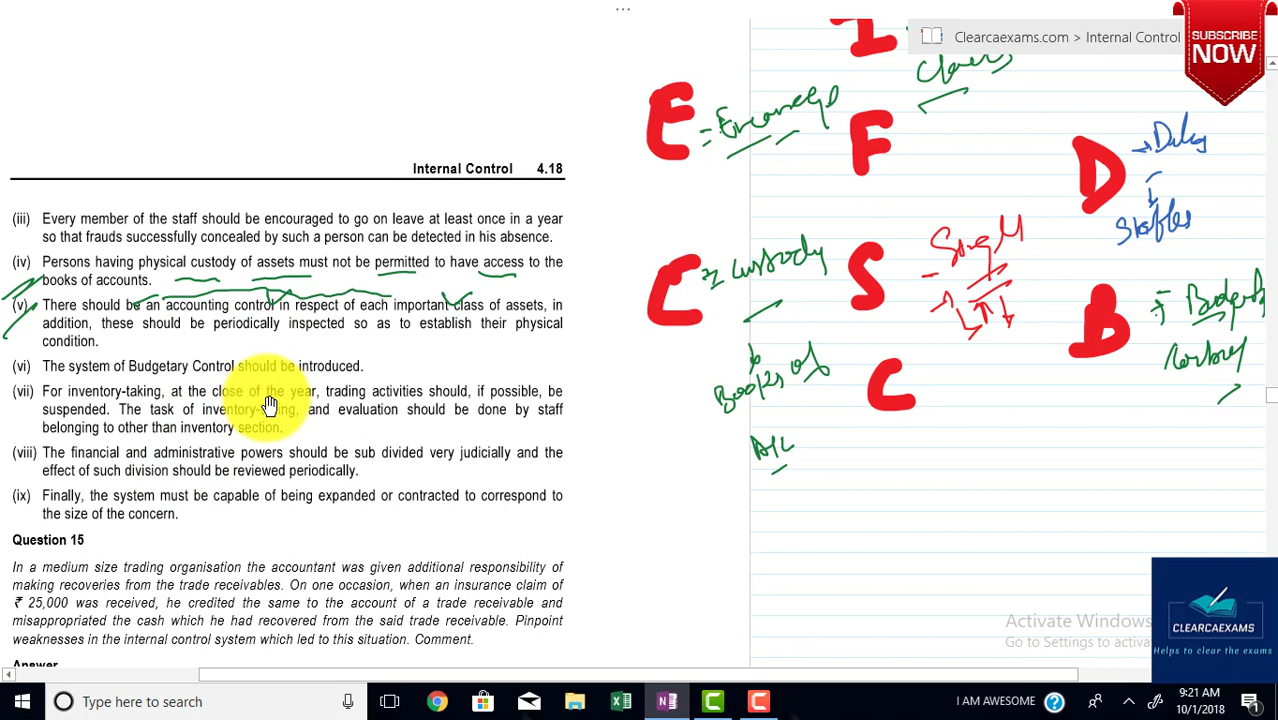 ...
Clearcaexams.com > Internal Control
SUBSCRIBE
NOW
Internal Control 4.18
(iii) Every member of the staff should be encouraged to go on leave at least once in a year
so that frauds successfully concealed by such a person can be detected in his absence.
(iv) Persons having physical custody of assets must not be permitted to have access to the
books of accounts.
(v) There should be an accounting control in respect of each important class of assets, in
addition, these should be periodically inspected so as to establish their physical
condition.
(vi) The system of Budgetary Control should be introduced.
(vii) For inventory-taking, at the close of the year, trading activities should, if possible, be
suspended. The task of inventory-taking, and evaluation should be done by staff
belonging to other than inventory section.
(viii) The financial and administrative powers should be sub divided very judicially and the
effect of such division should be reviewed periodically.
(ix) Finally, the system must be capable of being expanded or contracted to correspond to
the size of the concern.
Question 15
In a medium size trading organisation the accountant was given additional responsibility of
making recoveries from the trade receivables. On one occasion, when an insurance claim of
₹ 25,000 was received, he credited the same to the account of a trade receivable and
misappropriated the cash which he had recovered from the said trade receivable. Pinpoint
weaknesses in the internal control system which led to this situation. Comment.
Answer
I
E = Encourage
F
D
C = Custody
Books of
A/c
S
C
B
Activate Windows
Go to Settings to activa
CLEARCAEXAMS
Helps to clear the exams
Type here to search
I AM AWESOME
9:21 AM
10/1/2018